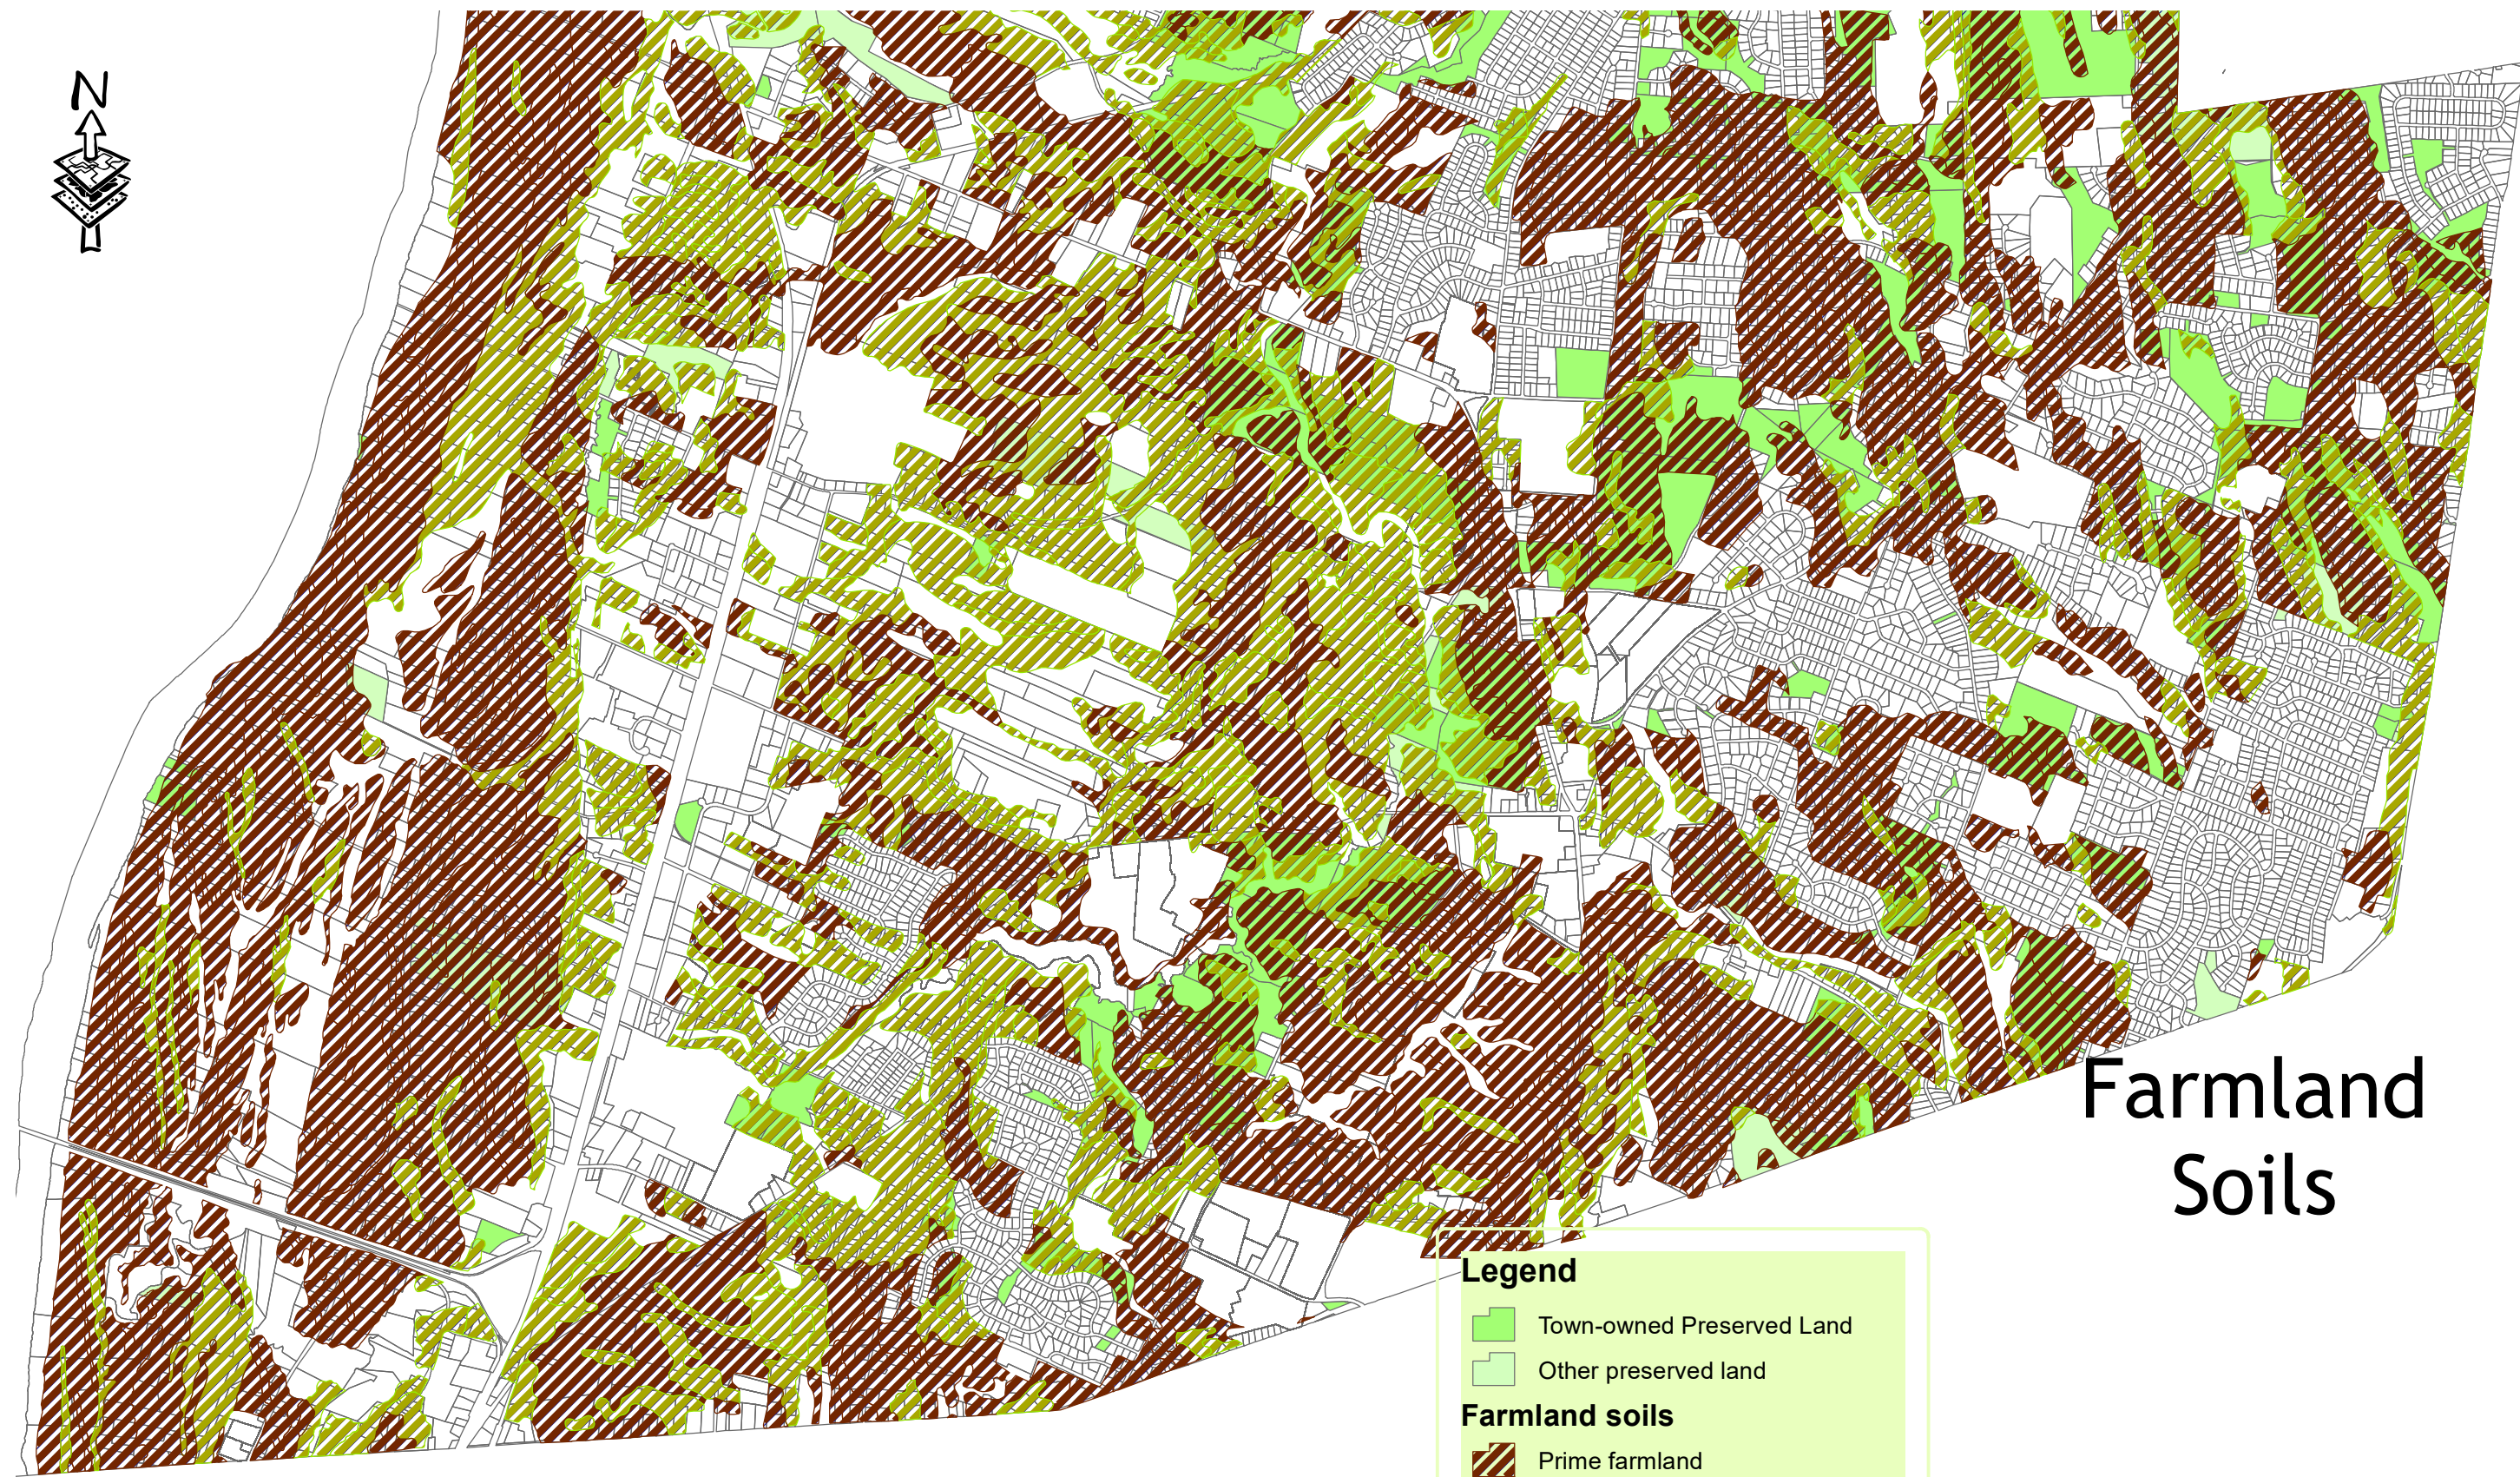 N
Farmland
Soils
Legend
Town-owned Preserved Land
Other preserved land
Farmland soils
Prime farmland